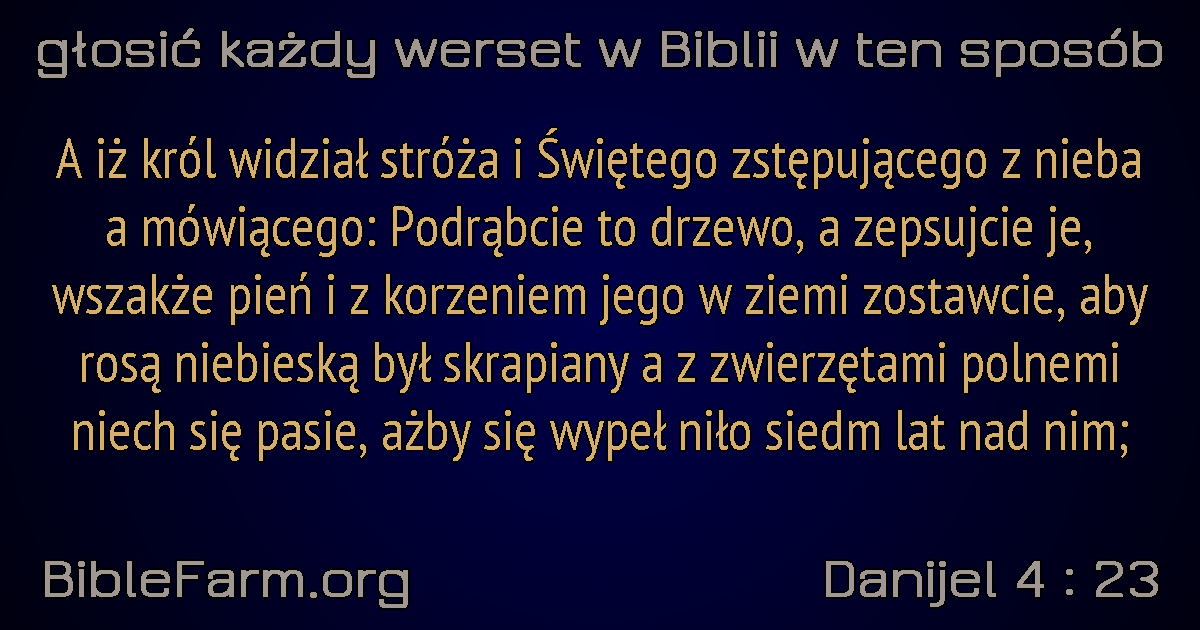 głosić każdy werset w Biblii w ten sposób
A iż król widział stróża i Świętego zstępującego z nieba
a mówiącego: Podrąbcie to drzewo, a zepsujcie je,
wszakże pień i z korzeniem jego w ziemi zostawcie, aby
rosą niebieską był skrapiany a z zwierzętami polnemi
niech się pasie, ażby się wypeł niło siedm lat nad nim;
BibleFarm.org
Danijel 4 : 23